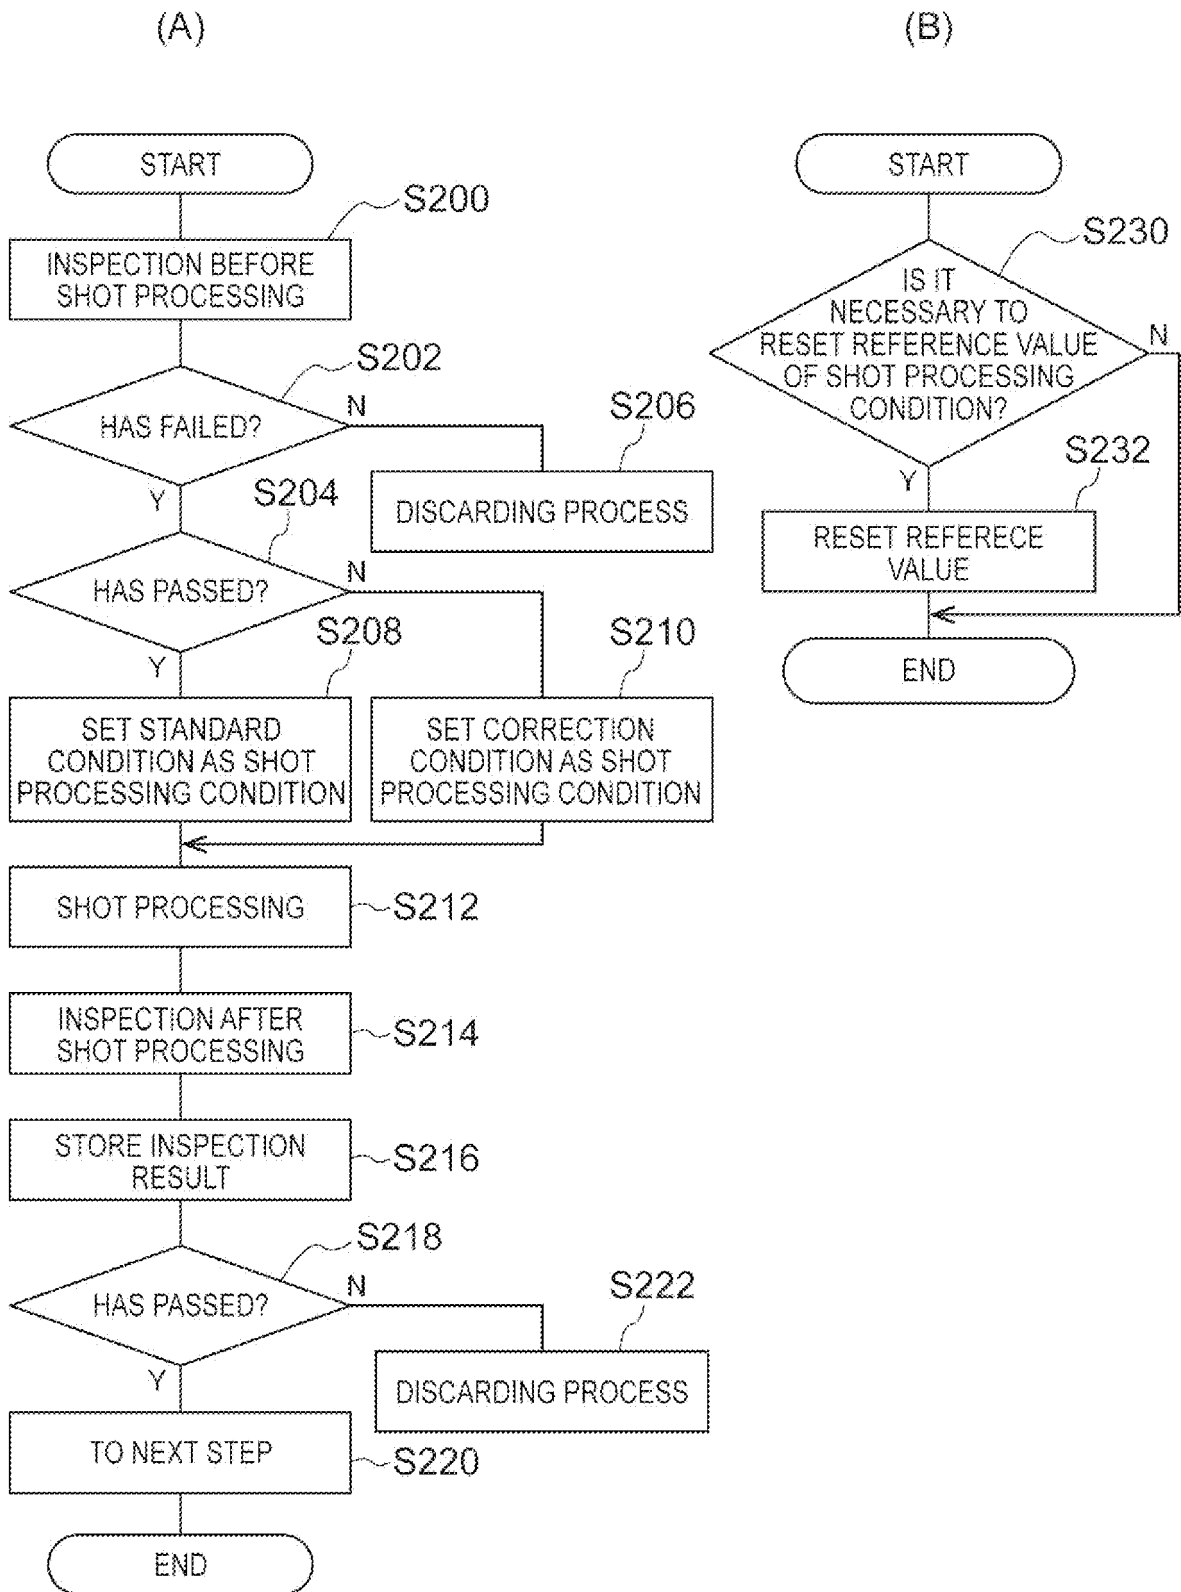 (A)
START
S200
INSPECTION BEFORE
SHOT PROCESSING
S202
HAS FAILED?
N
Y
S206
DISCARDING PROCESS
S204
HAS PASSED?
N
Y
S208
SET STANDARD
CONDITION AS SHOT
PROCESSING CONDITION
S210
SET CORRECTION
CONDITION AS SHOT
PROCESSING CONDITION
SHOT PROCESSING
S212
INSPECTION AFTER
SHOT PROCESSING
S214
STORE INSPECTION
RESULT
S216
S218
HAS PASSED?
N
Y
S222
DISCARDING PROCESS
TO NEXT STEP
S220
END
(B)
START
S230
IS IT
NECESSARY TO
RESET REFERENCE VALUE
OF SHOT PROCESSING
CONDITION?
N
Y
S232
RESET REFERECE
VALUE
END